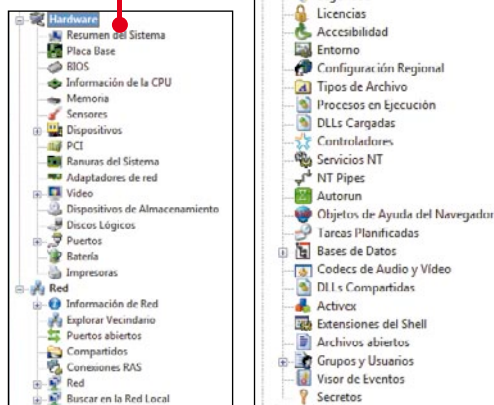 Hardware
Resumen del Sistema
Placa Base
BIOS
Información de la CPU
Memoria
Sensores
Dispositivos
PCI
Ranuras del Sistema
Adaptadores de red
Video
Dispositivos de Almacenamiento
Discos Lógicos
Puertos
Batería
Impresoras
Red
Información de Red
Explorar Vecindario
Puertos abiertos
Compartidos
Conexiones RAS
Red
Buscar en la Red Local
Licencias
Accesibilidad
Entorno
Configuración Regional
Tipos de Archivo
Procesos en Ejecución
DLLs Cargadas
Controladores
Servicios NT
NT Pipes
Autorun
Objetos de Ayuda del Navegador
Tareas Planificadas
Bases de Datos
Codecs de Audio y Vídeo
DLLs Compartidas
ActiveX
Extensiones del Shell
Archivos abiertos
Grupos y Usuarios
Visor de Eventos
Secretos